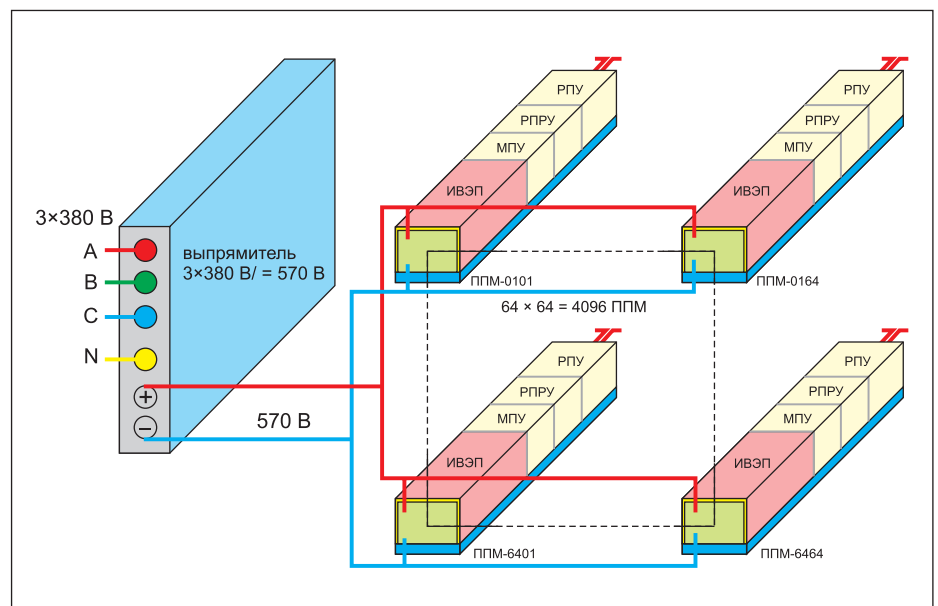 РПУ
РПРУ
МПУ
ИВЭП
ППМ-0101
РПУ
РПРУ
МПУ
ИВЭП
ППМ-0164
3×380 В
A
B
C
N
+
–
выпрямитель
3×380 В/ = 570 В
570 В
64 × 64 = 4096 ППМ
РПУ
РПРУ
МПУ
ИВЭП
ППМ-6401
РПУ
РПРУ
МПУ
ИВЭП
ППМ-6464